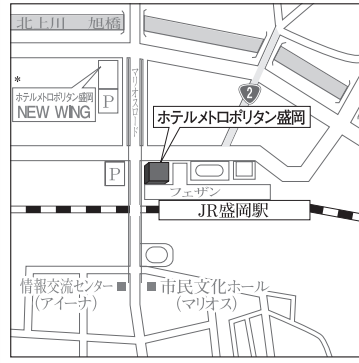 北上川 旭橋
マリオスロード
*
ホテルメトロポリタン盛岡
NEW WING
P
2
ホテルメトロポリタン盛岡
P
フェザン
JR盛岡駅
情報交流センター
(アイーナ)
市民文化ホール
(マリオス)